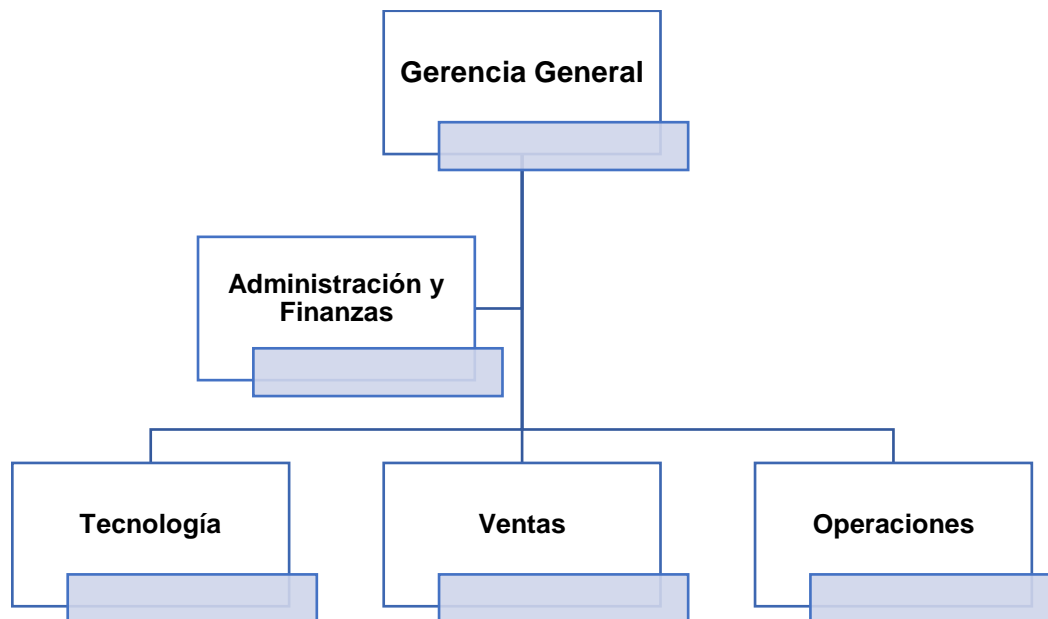 Gerencia General
Administración y
Finanzas
Tecnología
Ventas
Operaciones